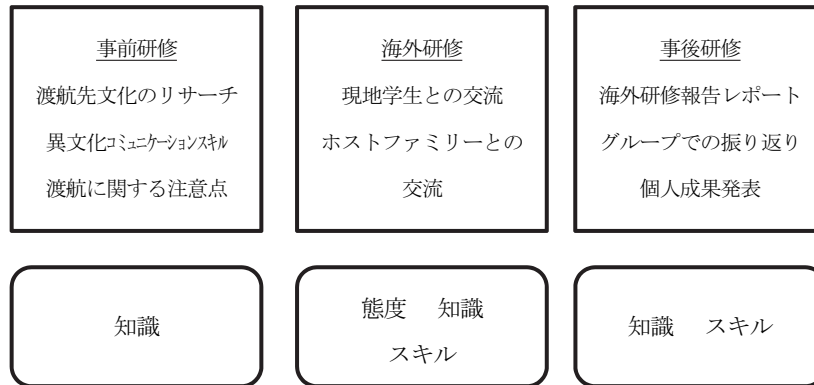 事前研修
渡航先文化のリサーチ
異文化ｺﾐｭﾆｹｰｼｮﾝｽｷﾙ
渡航に関する注意点
海外研修
現地学生との交流
ホストファミリーとの
交流
事後研修
海外研修報告レポート
グループでの振り返り
個人成果発表
知識
態度 知識
スキル
知識 スキル